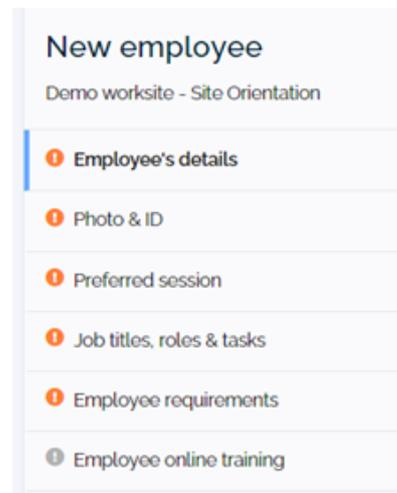 New employee
Demo worksite - Site Orientation
Employee's details
Photo & ID
Preferred session
Job titles, roles & tasks
Employee requirements
Employee online training